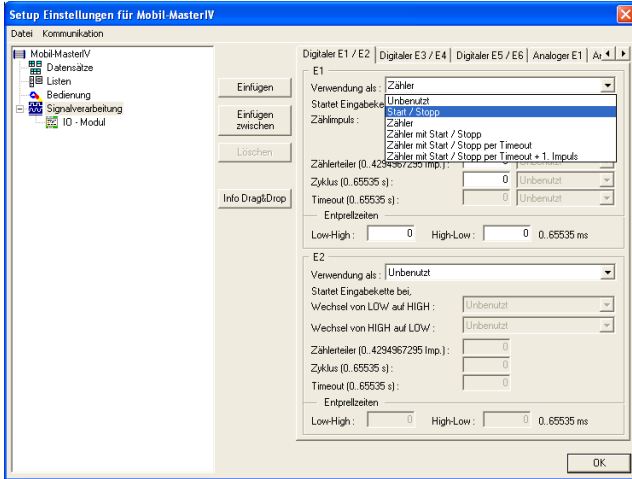 Setup Einstellungen für Mobil-MasterIV
Datei Kommunikation
Mobil-MasterIV
Datensätze
Listen
Bedienung
Signalverarbeitung
IO - Modul
Einfügen
Einfügen
zwischen
Löschen
Info Drag&Drop
Digitaler E1 / E2 Digitaler E3 / E4 Digitaler E5 / E6 Analoger E1
E1
Verwendung als : Zähler
Startet Eingabeke
Zählimpuls :
Unbenutzt
Start / Stopp
Zähler
Zähler mit Start / Stopp
Zähler mit Start / Stopp per Timeout
Zähler mit Start / Stopp per Timeout + 1. Impuls
Zählerteiler (0..4294967295 Imp.) :
Zyklus (0..65535 s) : 0 Unbenutzt
Timeout (0..65535 s) : 0 Unbenutzt
Entprellzeiten
Low-High : 0 High-Low : 0 0..65535 ms
E2
Verwendung als : Unbenutzt
Startet Eingabekette bei,
Wechsel von LOW auf HIGH : Unbenutzt
Wechsel von HIGH auf LOW : Unbenutzt
Zählerteiler (0..4294967295 Imp.) : 0
Zyklus (0..65535 s) : 0
Timeout (0..65535 s) : 0
Entprellzeiten
Low-High : 0 High-Low : 0 0..65535 ms
OK